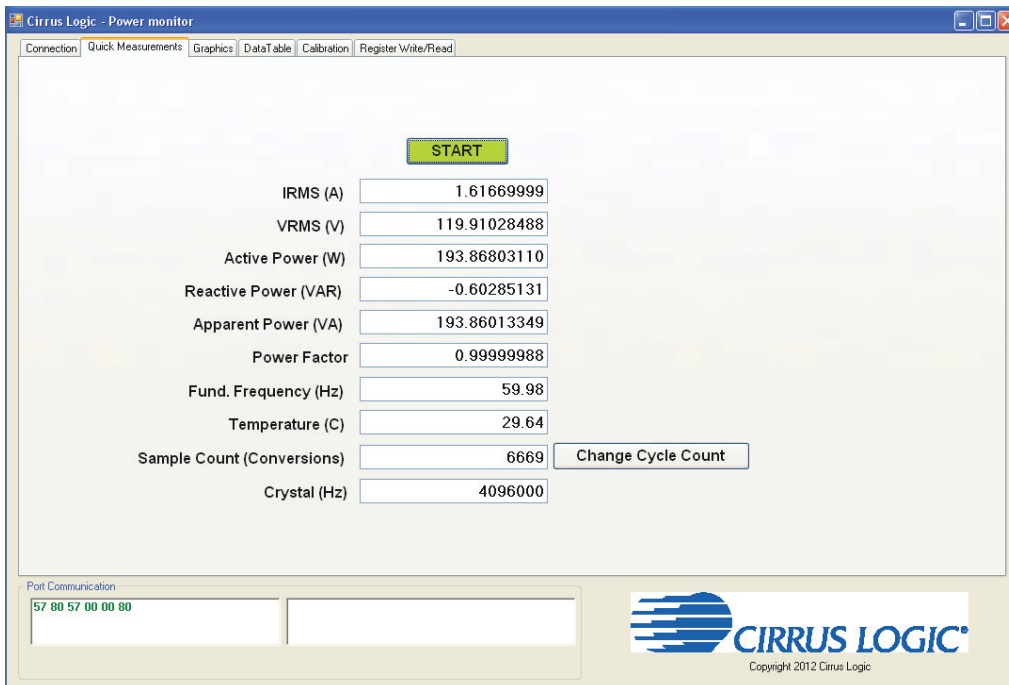 Cirrus Logic - Power monitor
Connection Quick Measurements Graphics DataTable Calibration Register Write/Read
START
IRMS (A) 1.61669999
VRMS (V) 119.91028488
Active Power (W) 193.86803110
Reactive Power (VAR) -0.60285131
Apparent Power (VA) 193.86013349
Power Factor 0.99999988
Fund. Frequency (Hz) 59.98
Temperature (C) 29.64
Sample Count (Conversions) 6669 Change Cycle Count
Crystal (Hz) 4096000
Port Communication
57 80 57 00 00 80
CIRRUS LOGIC®
Copyright 2012 Cirrus Logic